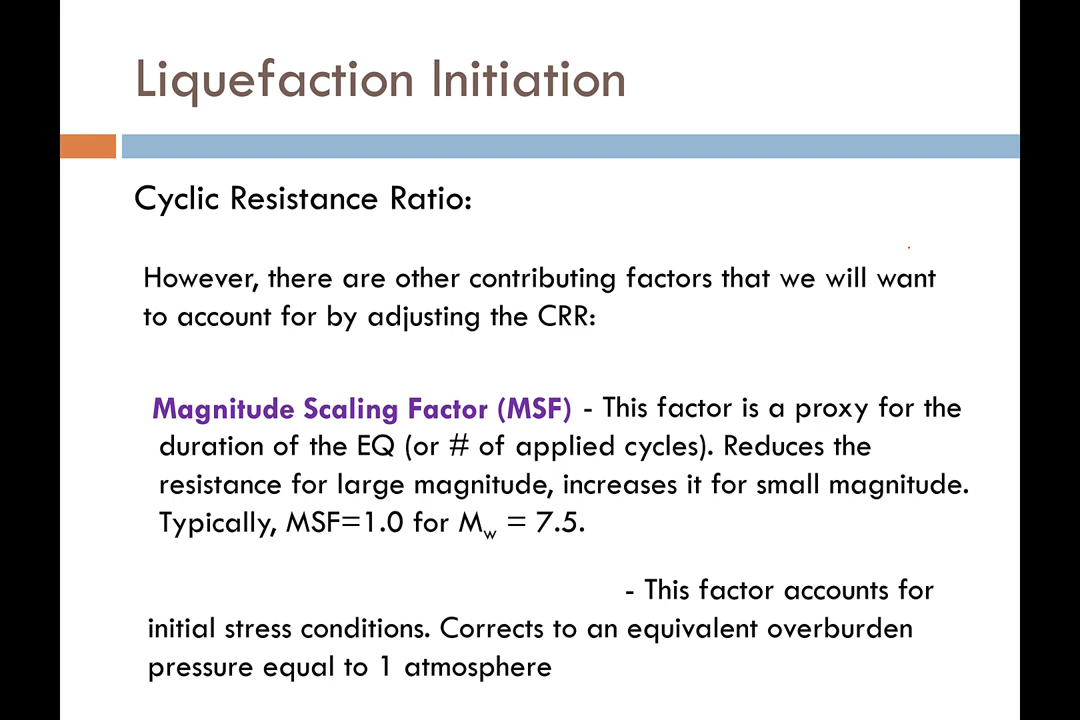 Liquefaction Initiation
Cyclic Resistance Ratio:
However, there are other contributing factors that we will want
to account for by adjusting the CRR:
Magnitude Scaling Factor (MSF) - This factor is a proxy for the
duration of the EQ (or # of applied cycles). Reduces the
resistance for large magnitude, increases it for small magnitude.
Typically, MSF=1.0 for Mw = 7.5.
- This factor accounts for
initial stress conditions. Corrects to an equivalent overburden
pressure equal to 1 atmosphere